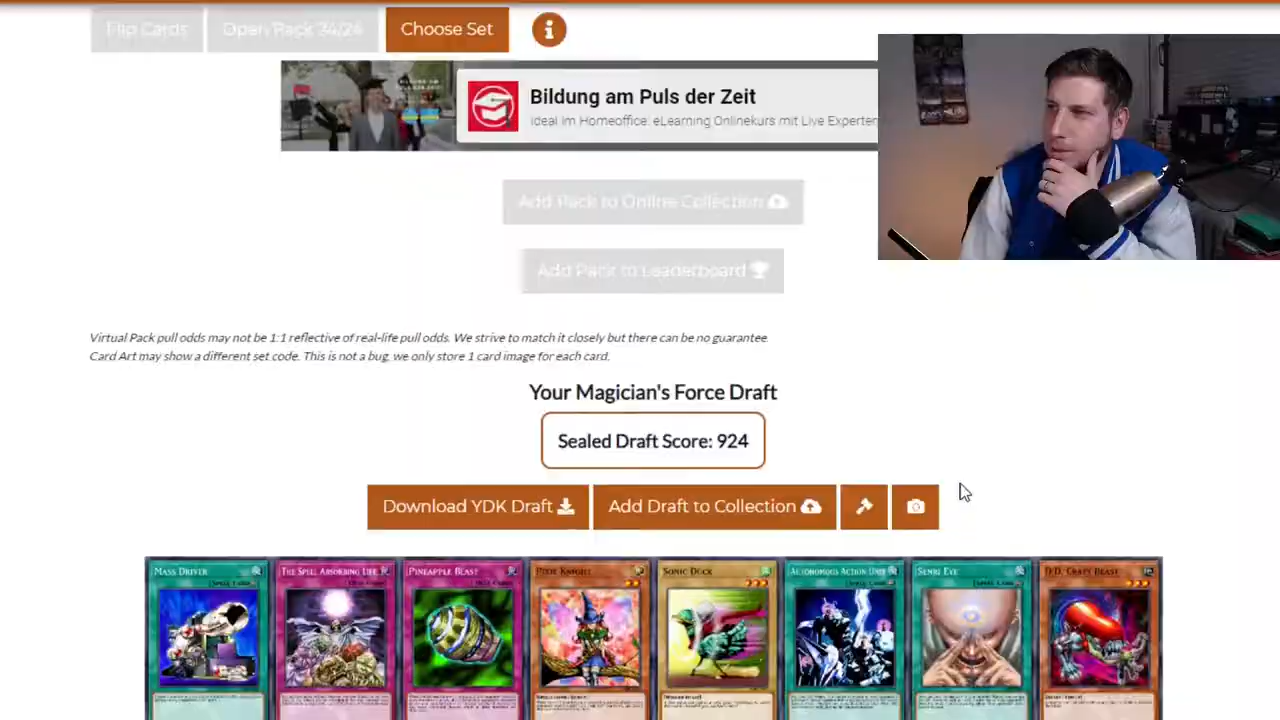 Flip Cards Open Pack 24/24 Choose Set
Bildung am Puls der Zeit
Ideal im Homeoffice: eLearning Onlinekurs mit Live Experten
Add Pack to Online Collection
Add Pack to Leaderboard
Virtual Pack pull odds may not be 1:1 reflective of real-life pull odds. We strive to match it closely but there can be no guarantee.
Card Art may show a different set code. This is not a bug, we only store 1 card image for each card.
Your Magician's Force Draft
Sealed Draft Score: 924
Download YDK Draft Add Draft to Collection
Mass Driver The Spell Absorbing Life Pineapple Blast Pixie Knight Sonic Duck Autonomous Action Unit Senri Eye D.D. Crazy Beast